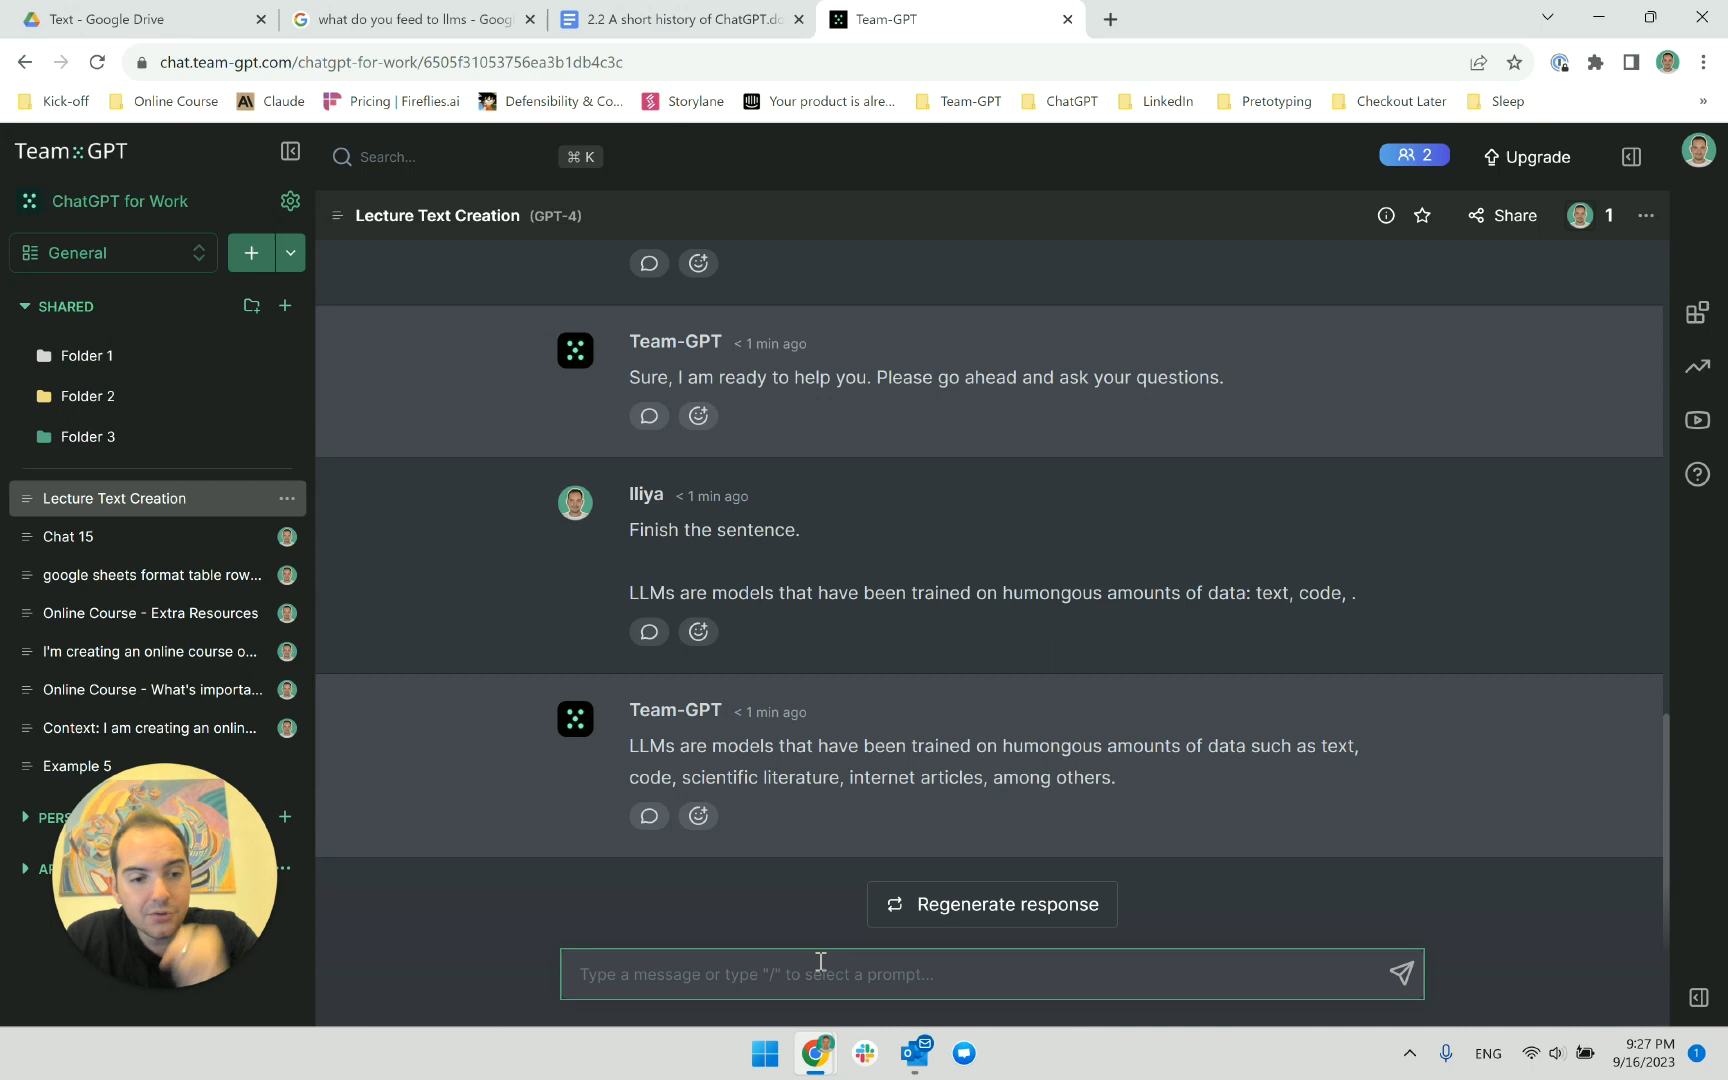 Text - Google Drive
what do you feed to llms - Goog
2.2 A short history of ChatGPT.do
Team-GPT
chat.team-gpt.com/chatgpt-for-work/6505f31053756ea3b1db4c3c
Kick-off
Online Course
Claude
Pricing | Fireflies.ai
Defensibility & Co...
Storylane
Your product is alre...
Team-GPT
ChatGPT
LinkedIn
Pretotyping
Checkout Later
Sleep
»
Team GPT
Search...
⌘ K
2
Upgrade
ChatGPT for Work
Lecture Text Creation (GPT-4)
Share
1
General
SHARED
Folder 1
Folder 2
Folder 3
Lecture Text Creation
Chat 15
google sheets format table row...
Online Course - Extra Resources
I'm creating an online course o...
Online Course - What's importa...
Context: I am creating an onlin...
Example 5
Team-GPT < 1 min ago
Sure, I am ready to help you. Please go ahead and ask your questions.
Iliya < 1 min ago
Finish the sentence.
LLMs are models that have been trained on humongous amounts of data: text, code, .
Team-GPT < 1 min ago
LLMs are models that have been trained on humongous amounts of data such as text,
code, scientific literature, internet articles, among others.
Regenerate response
Type a message or type "/" to select a prompt...
ENG
9:27 PM
9/16/2023
1